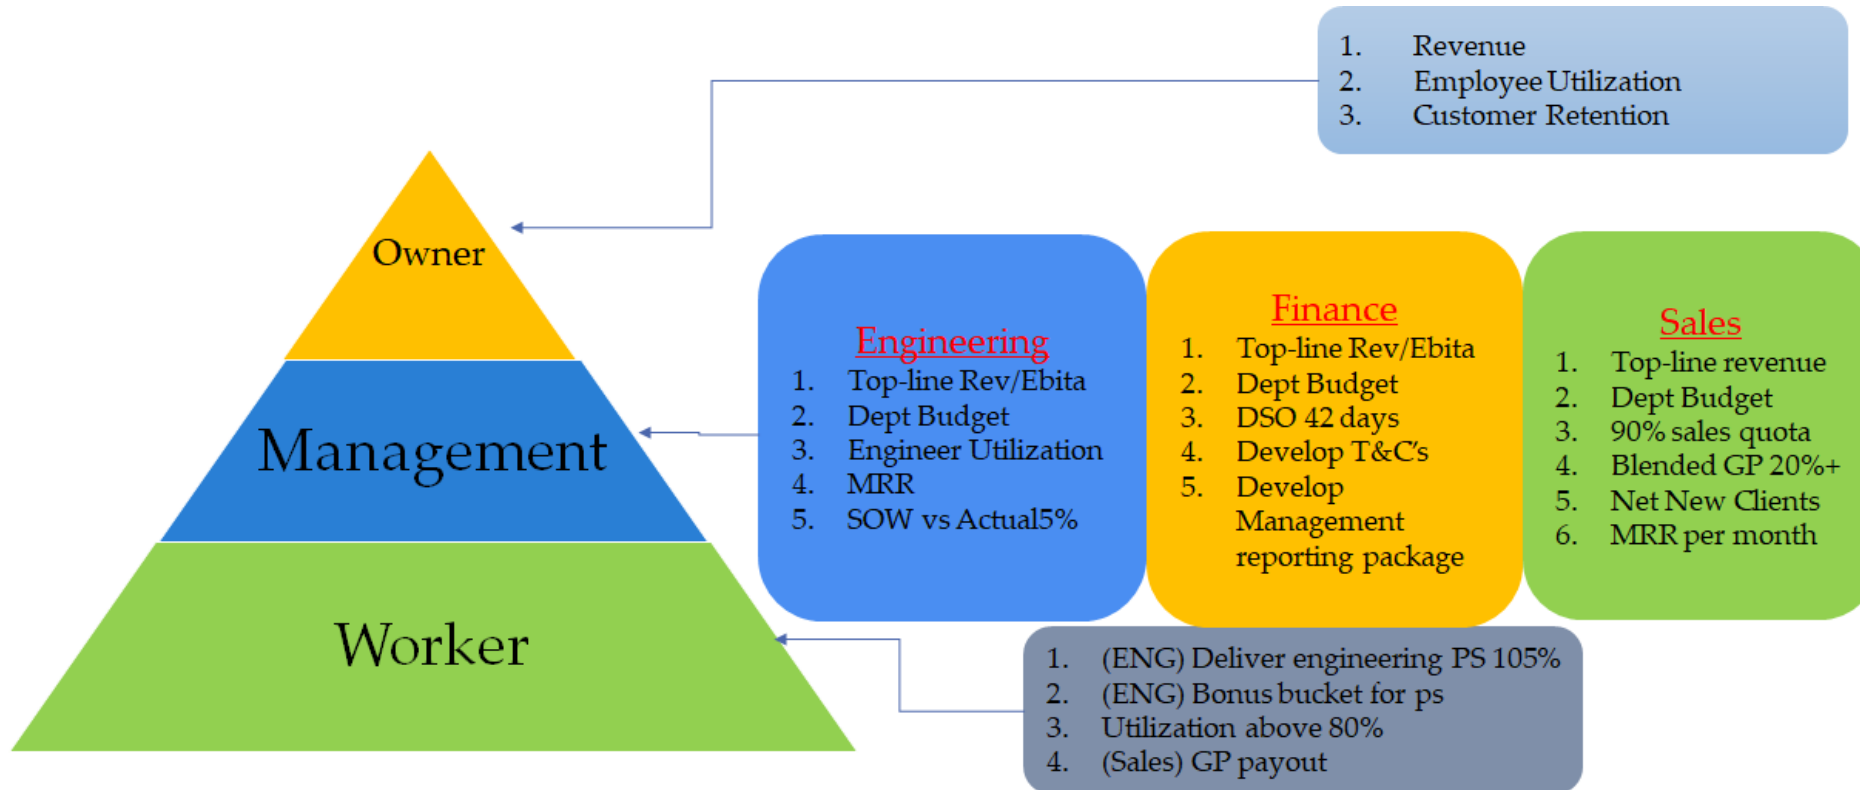 1. Revenue
2. Employee Utilization
3. Customer Retention
Owner
Management
Worker
Engineering
1. Top-line Rev/Ebita
2. Dept Budget
3. Engineer Utilization
4. MRR
5. SOW vs Actual5%
Finance
1. Top-line Rev/Ebita
2. Dept Budget
3. DSO 42 days
4. Develop T&C's
5. Develop
Management
reporting package
Sales
1. Top-line revenue
2. Dept Budget
3. 90% sales quota
4. Blended GP 20%+
5. Net New Clients
6. MRR per month
1. (ENG) Deliver engineering PS 105%
2. (ENG) Bonus bucket for ps
3. Utilization above 80%
4. (Sales) GP payout